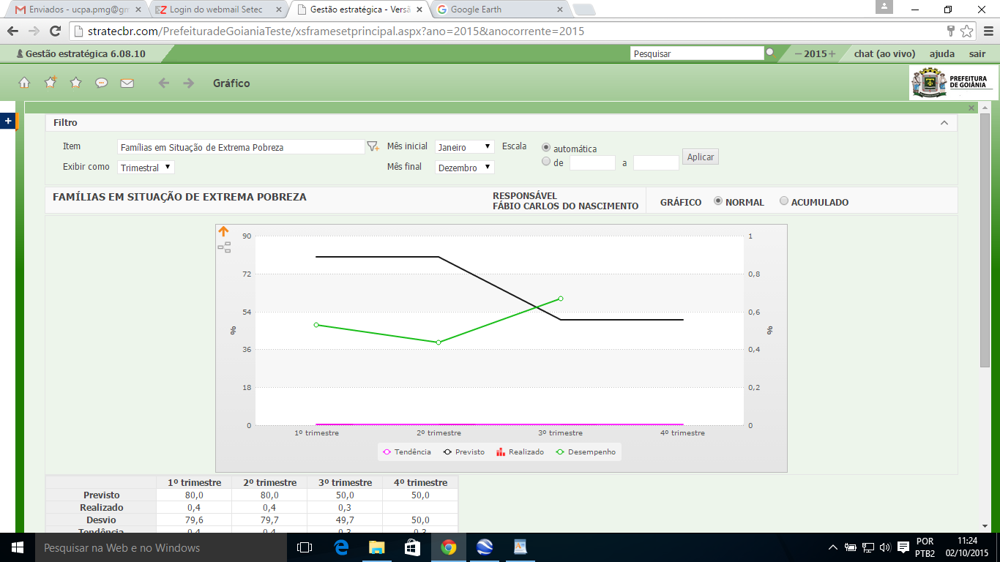 Enviados - ucpa.pmg@gm
Login do webmail Setec
Gestão estratégica - Versã
Google Earth
stratecbr.com/PrefeituradeGoianiaTeste/xsframesetprincipal.aspx?ano=2015&anocorrente=2015
Gestão estratégica 6.08.10
Pesquisar
2015
chat (ao vivo)
ajuda
sair
Gráfico
PREFEITURA
DE GOIÂNIA
Filtro
Item
Famílias em Situação de Extrema Pobreza
Mês inicial
Janeiro
Escala
automática
Aplicar
Exibir como
Trimestral
Mês final
Dezembro
de
a
FAMÍLIAS EM SITUAÇÃO DE EXTREMA POBREZA
RESPONSÁVEL
FÁBIO CARLOS DO NASCIMENTO
GRÁFICO
NORMAL
ACUMULADO
90
72
54
36
18
0
%
1
0,8
0,6
0,4
0,2
0
%
1º trimestre
2º trimestre
3º trimestre
4º trimestre
Tendência
Previsto
Realizado
Desempenho
1º trimestre 2º trimestre 3º trimestre 4º trimestre
Previsto 80,0 80,0 50,0 50,0
Realizado 0,4 0,4 0,3
Desvio 79,6 79,7 49,7 50,0
Tendência 0,4 0,4 0,3 0,3
Pesquisar na Web e no Windows
POR
PTB2
11:24
02/10/2015